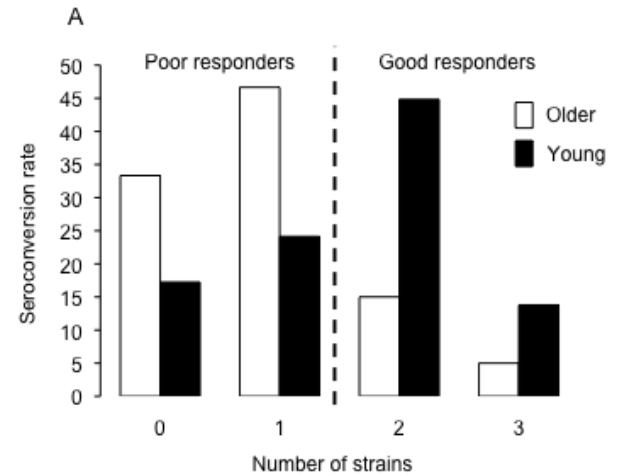 A
Poor responders
Good responders
50
45
40
35
30
25
20
15
10
5
0
Seroconversion rate
Older
Young
0 1 2 3
Number of strains